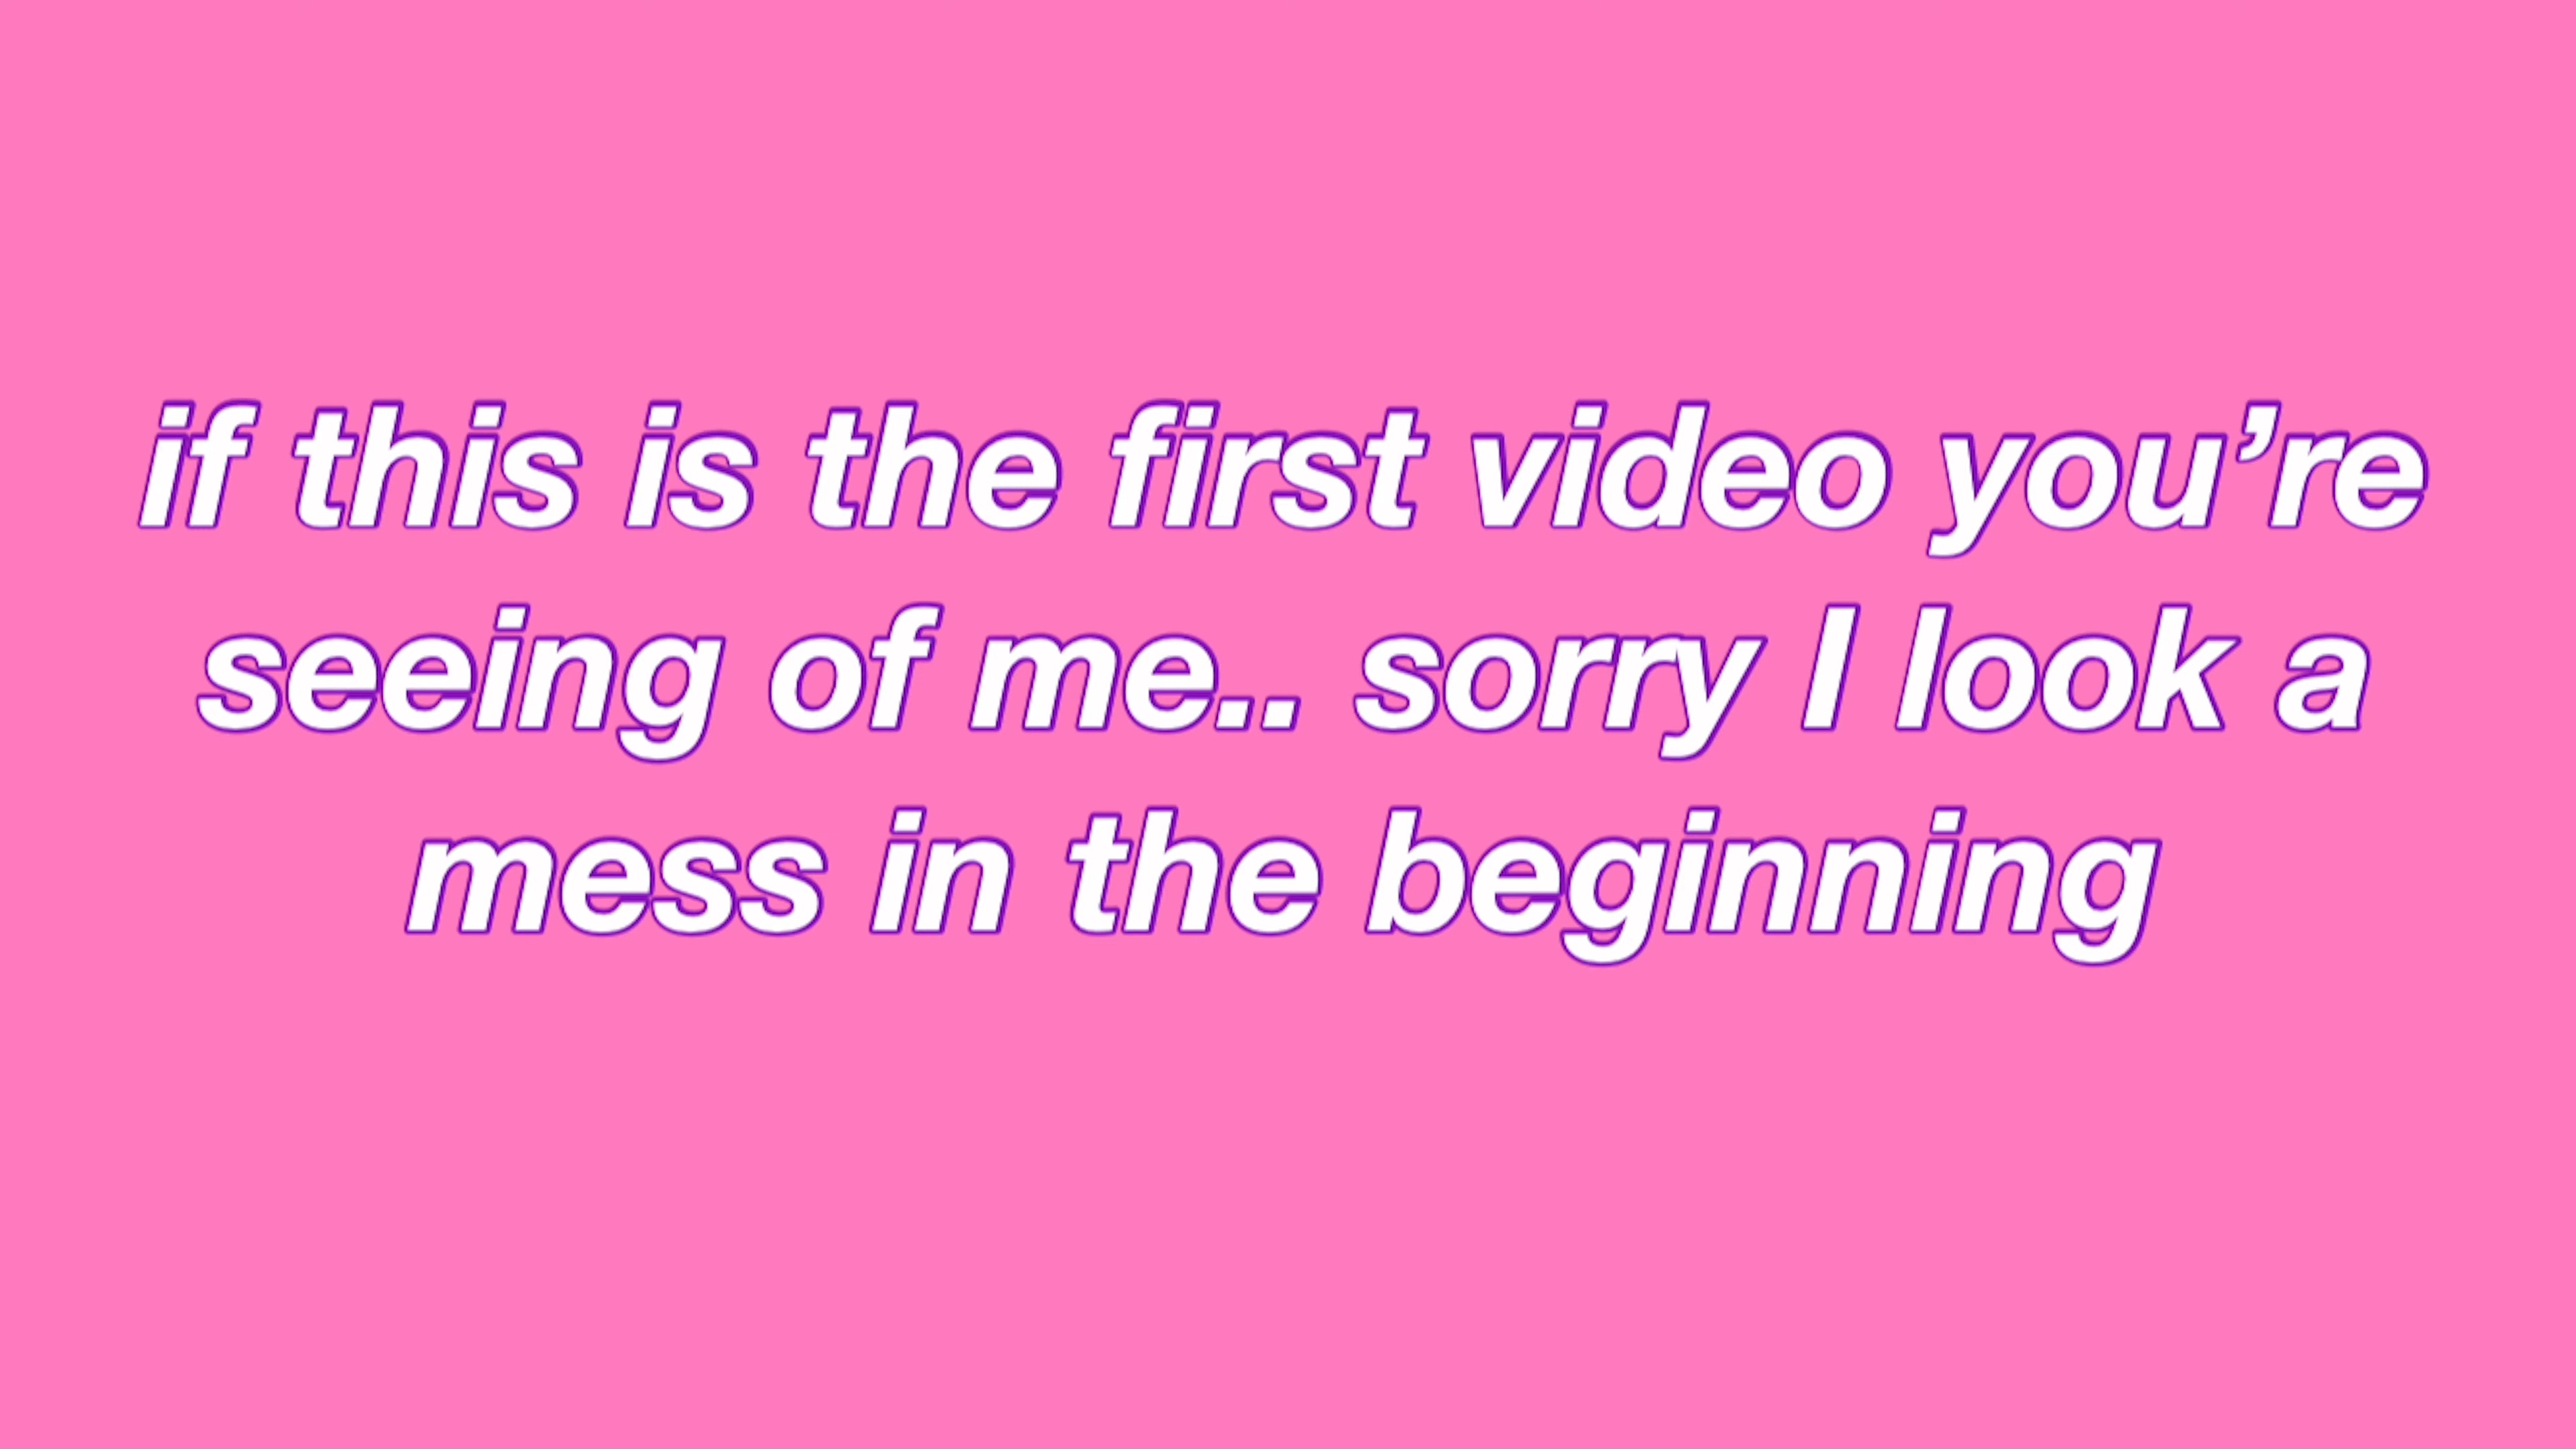 if this is the first video you’re
seeing of me.. sorry I look a
mess in the beginning